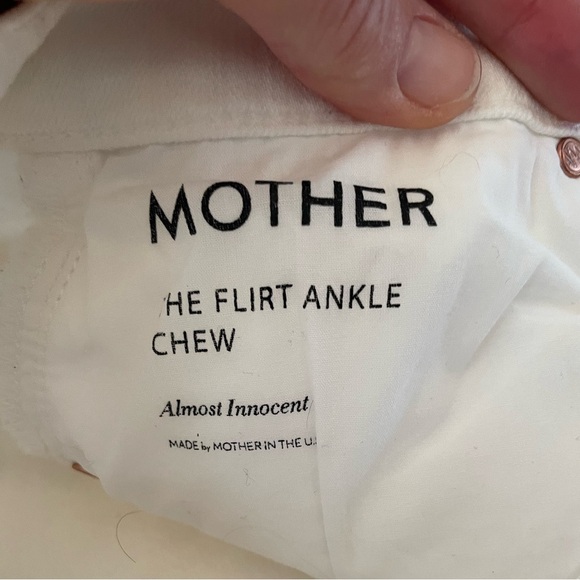 MOTHER
HE FLIRT ANKLE
CHEW
Almost Innocent
MADE by MOTHER IN THE U.